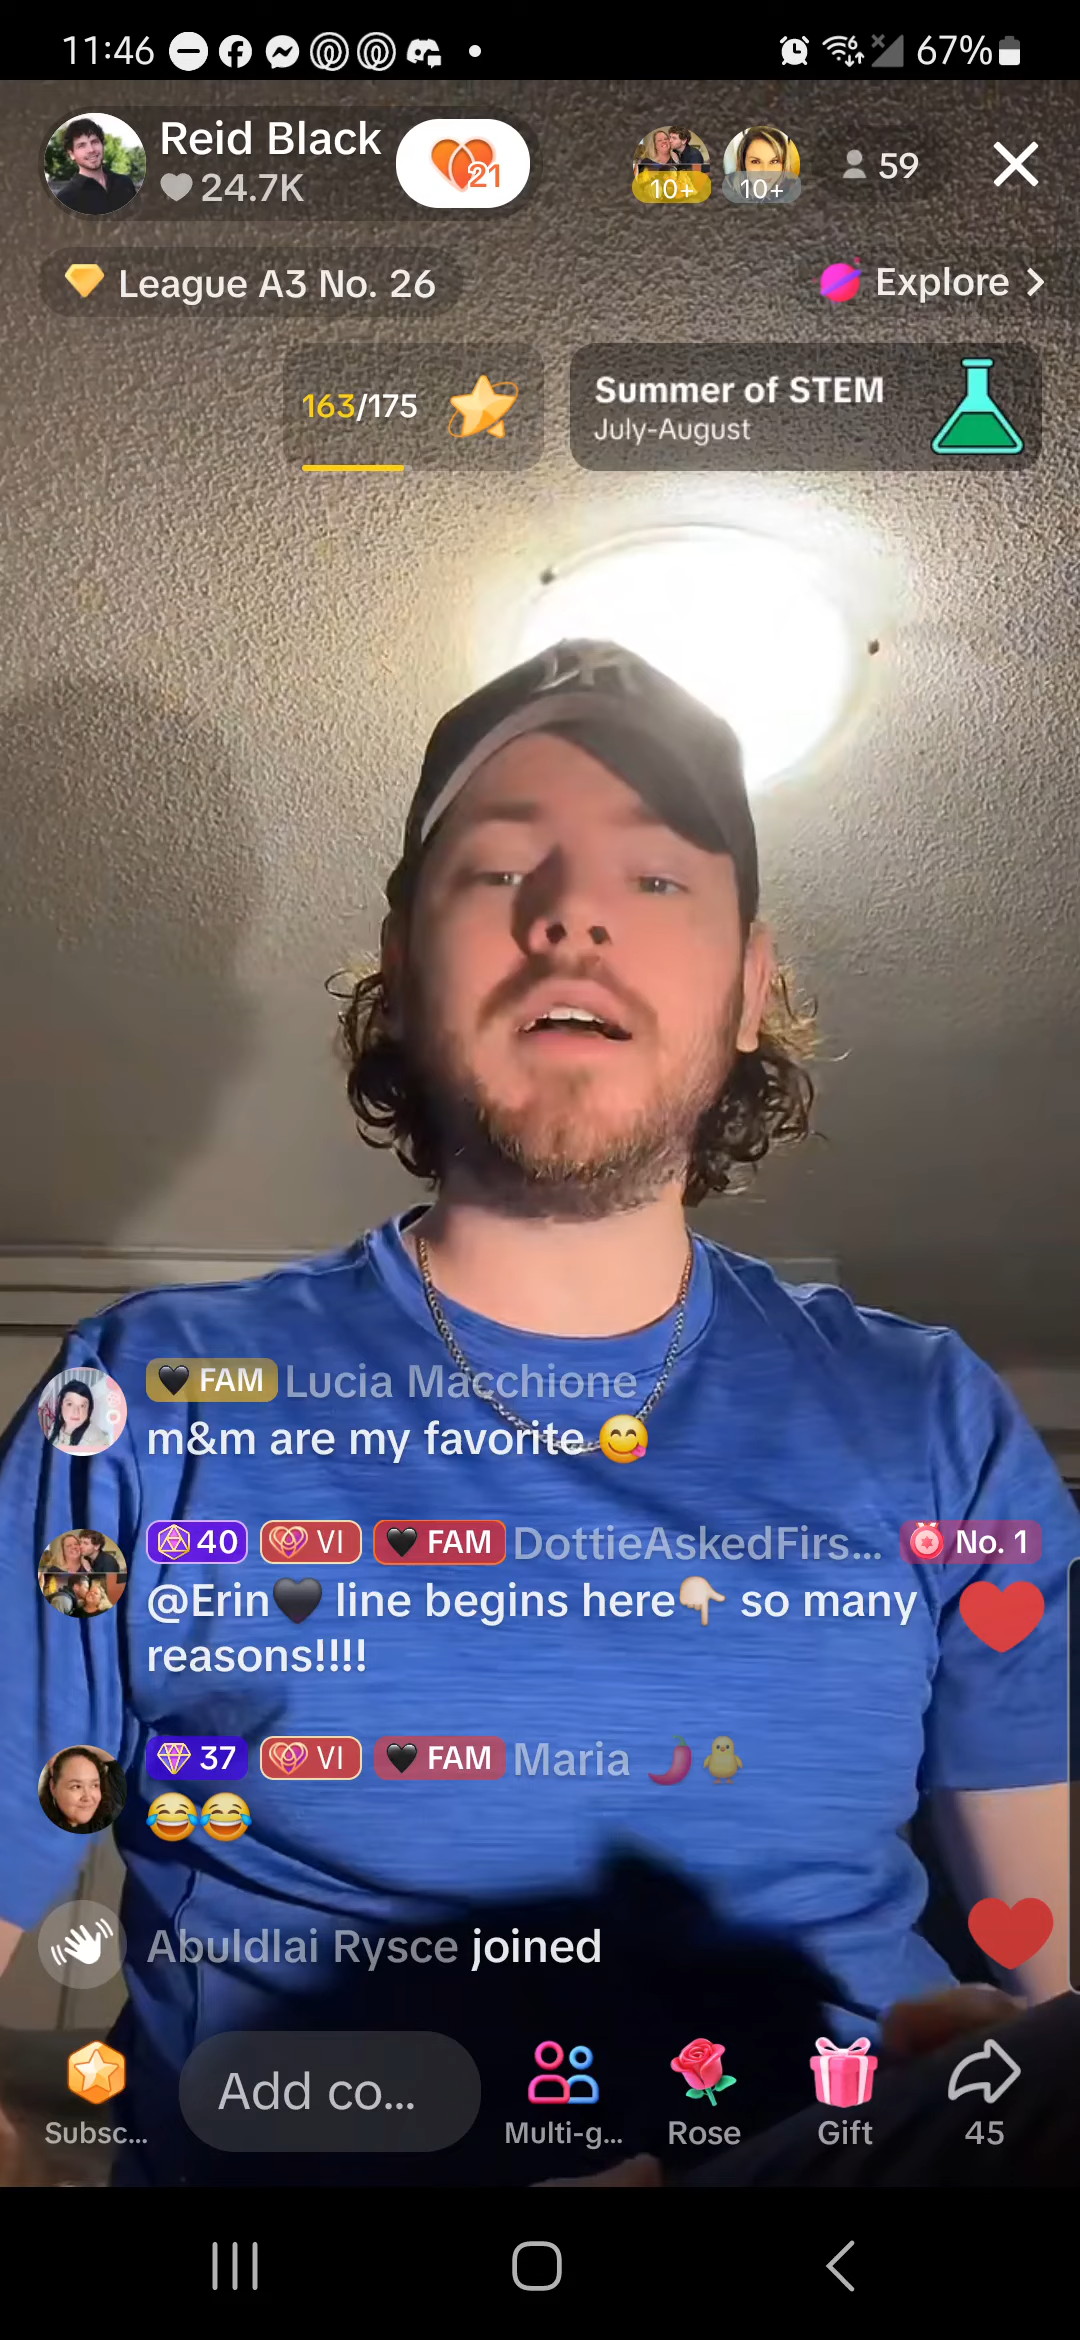 11:46
67%
Reid Black
24.7K
21
10+
10+
59
League A3 No. 26
Explore
163/175
Summer of STEM
July-August
🖤 FAM Lucia Macchione
m&m are my favorite 😋
40 VI 🖤 FAM DottieAskedFirs... No. 1
@Erin🖤 line begins here👇🏻 so many
reasons!!!!
37 VI 🖤 FAM Maria 🌶️🐥
😂😂
Abuldlai Rysce joined
Add co...
Subsc...
Multi-g...
Rose
Gift
45